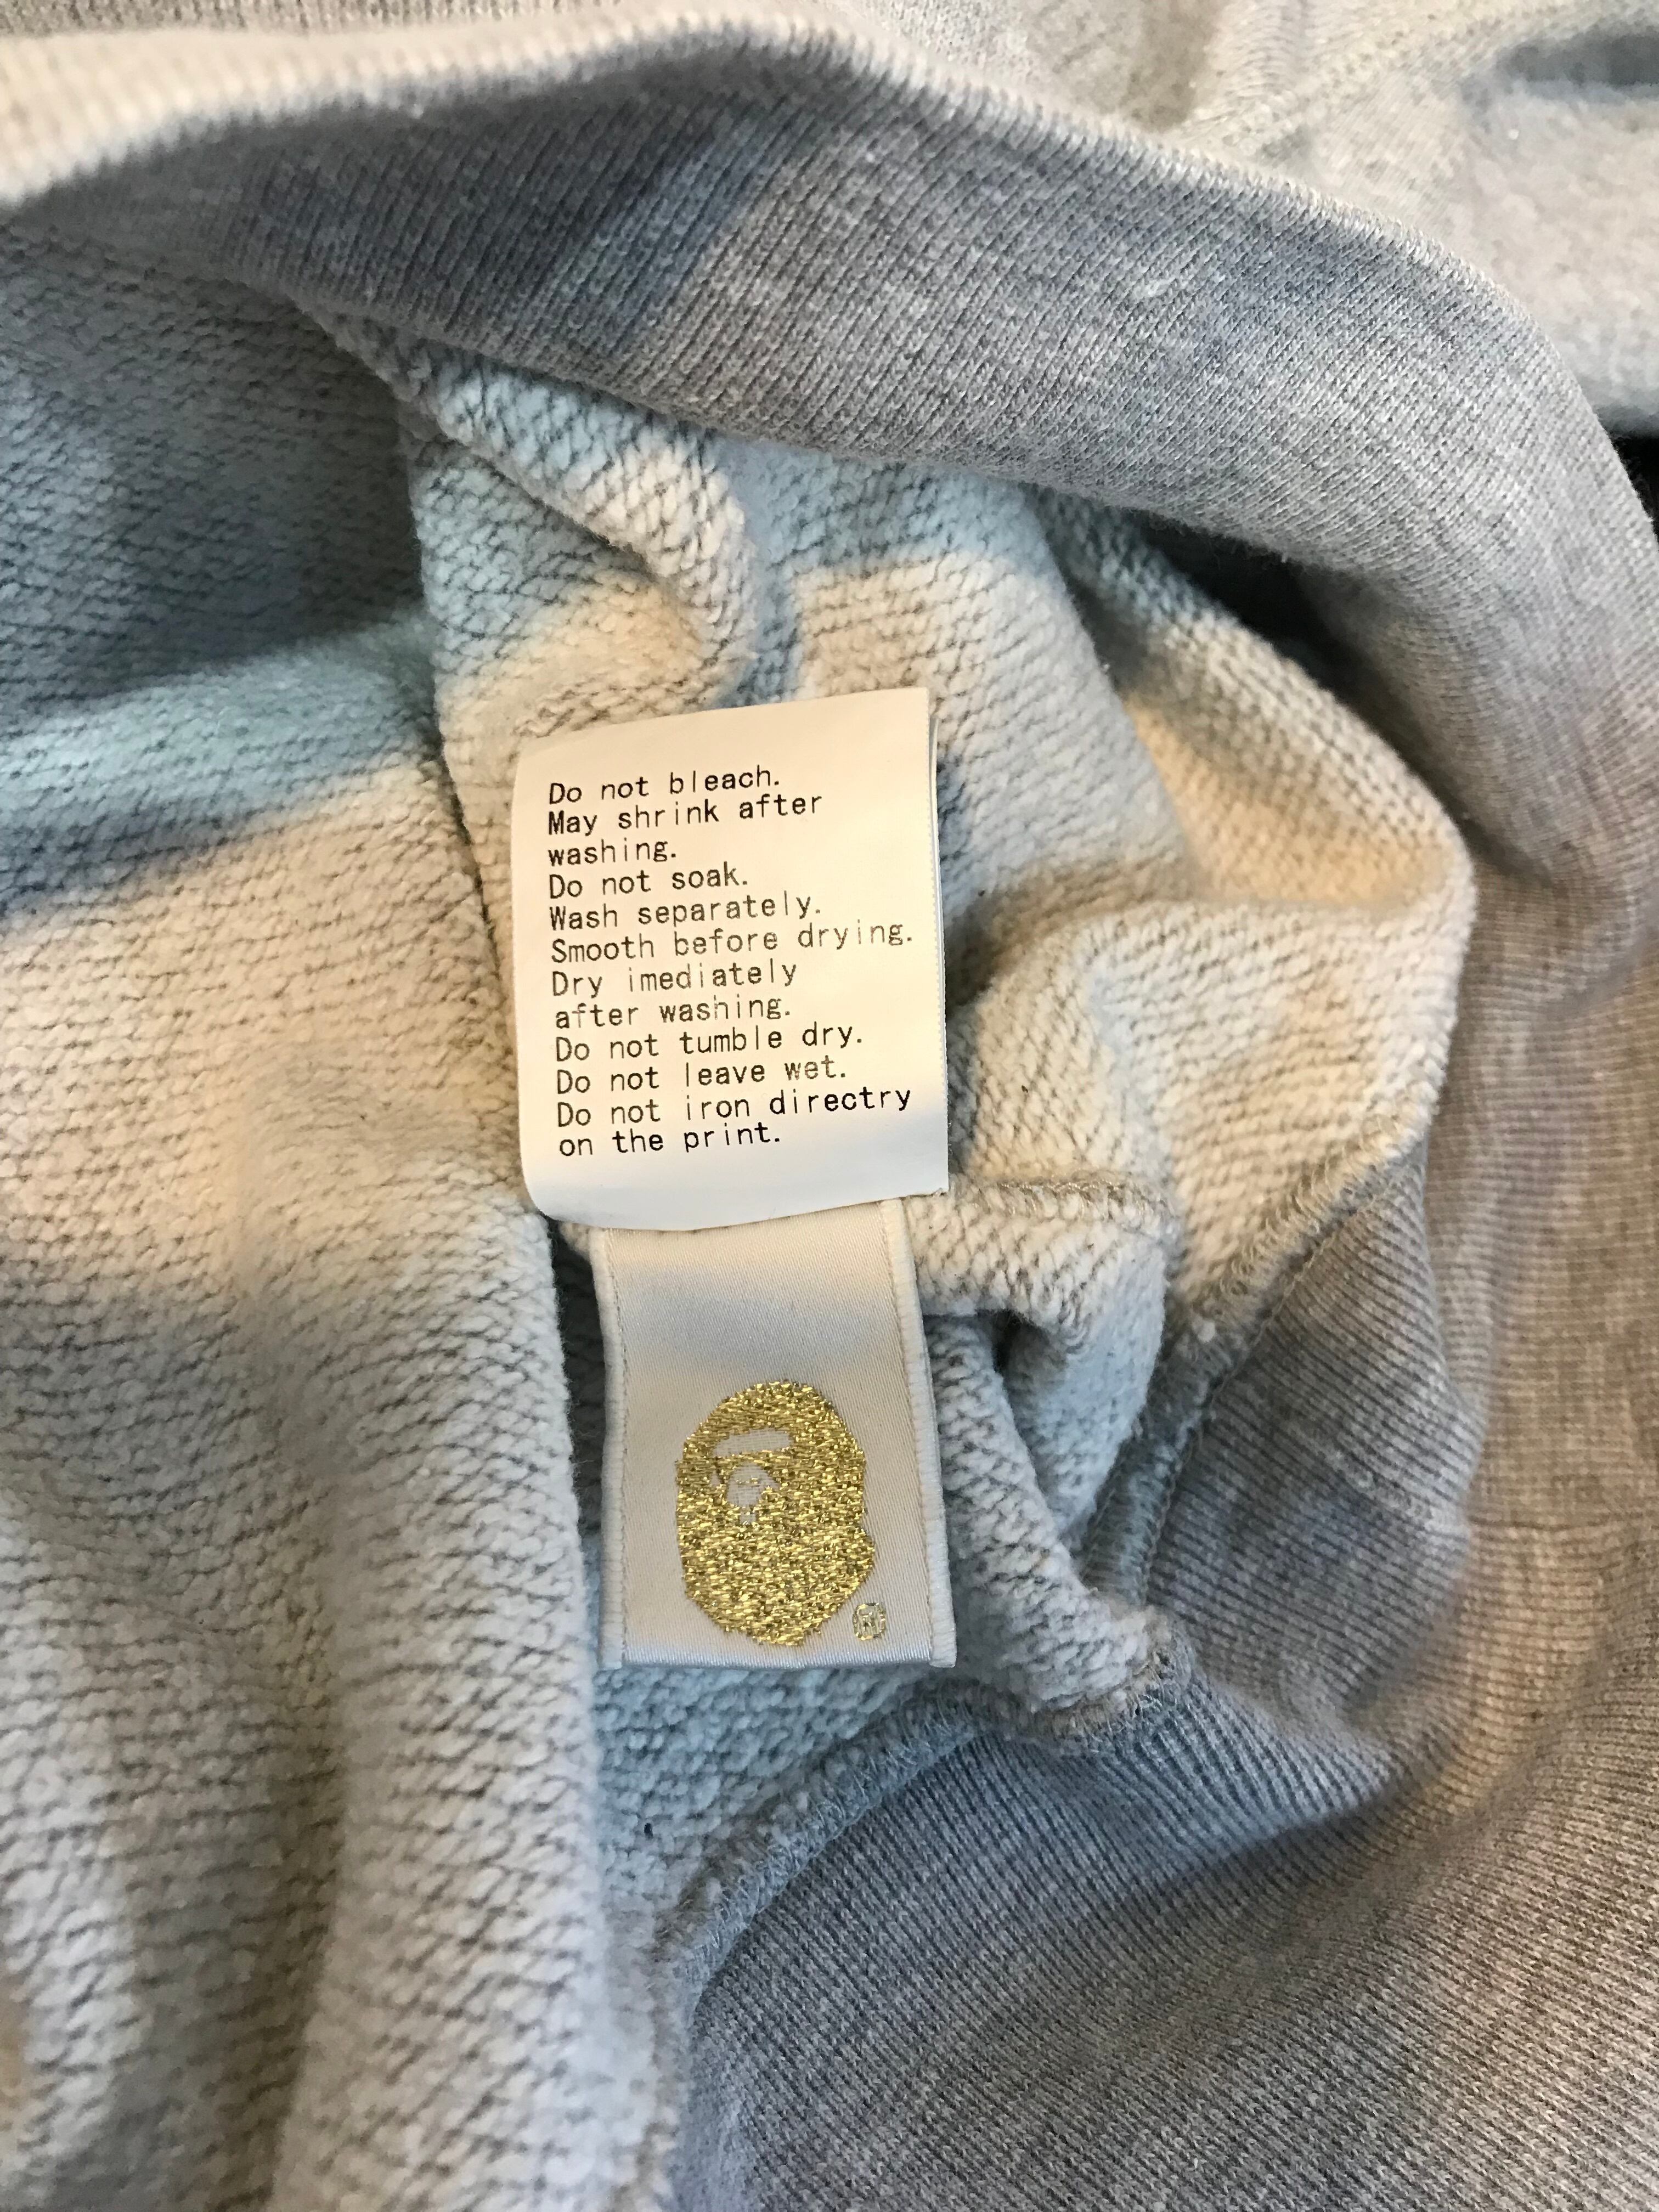 Do not bleach.
May shrink after
washing.
Do not soak.
Wash separately.
Smooth before drying.
Dry imediately
after washing.
Do not tumble dry.
Do not leave wet.
Do not iron directry
on the print.